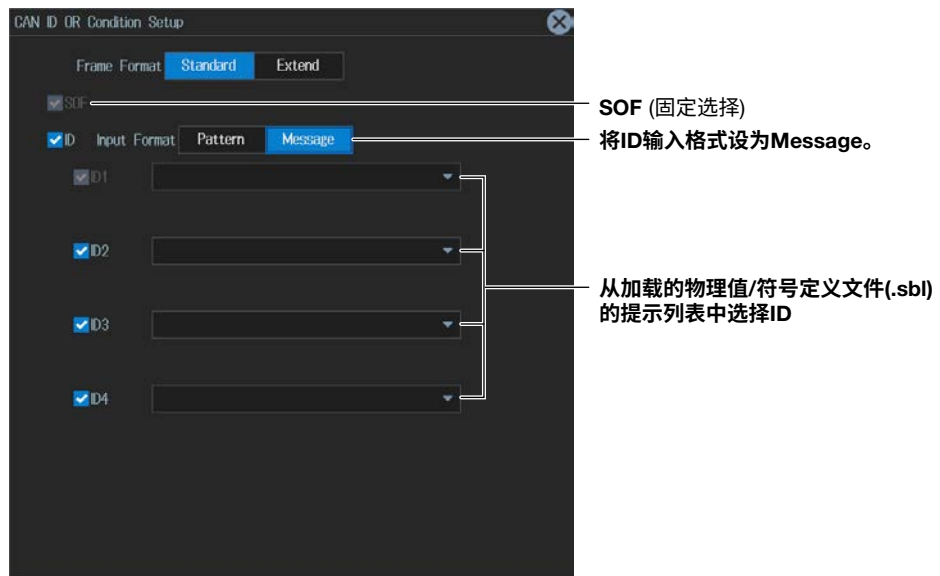 CAN ID OR Condition Setup
Frame Format Standard Extend
SOF
SOF (固定选择)
ID Input Format Pattern Message
将ID输入格式设为Message。
ID1
ID2
从加载的物理值/符号定义文件(.sbl)
的提示列表中选择ID
ID3
ID4